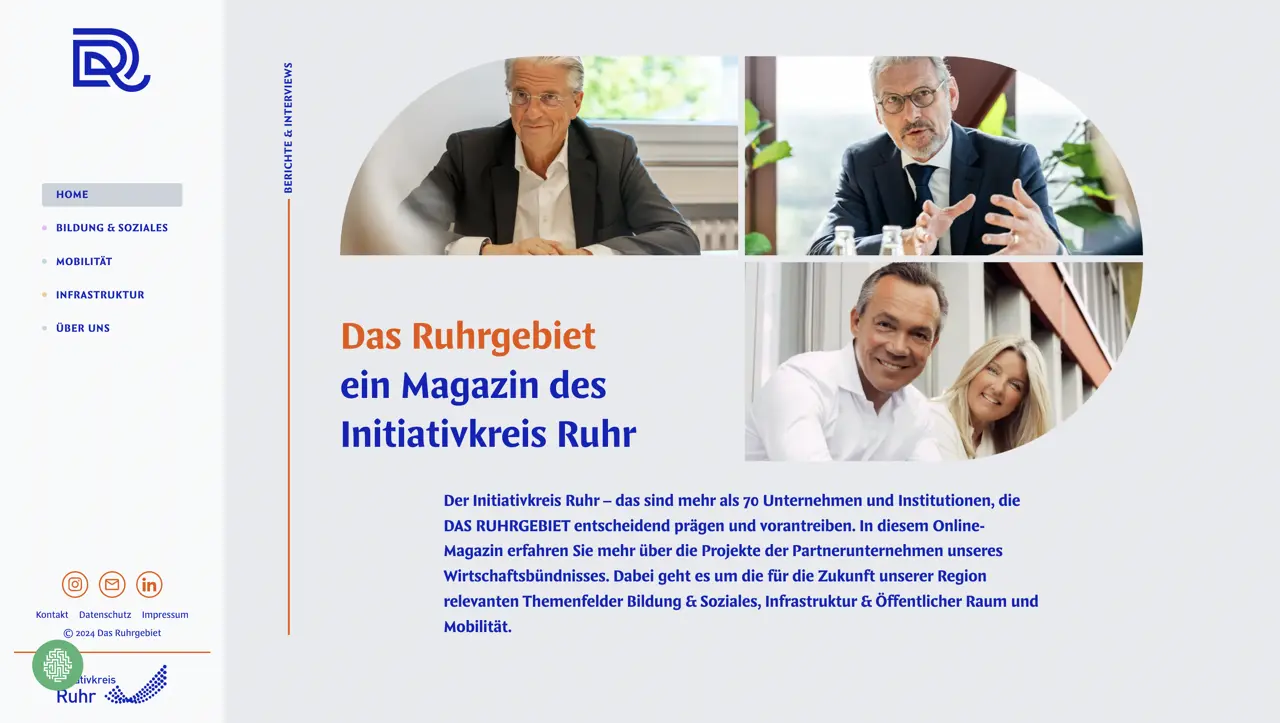 HOME
BILDUNG & SOZIALES
MOBILITÄT
INFRASTRUKTUR
ÜBER UNS
Kontakt Datenschutz Impressum
© 2024 Das Ruhrgebiet
Ruhr
BERICHTE & INTERVIEWS
Das Ruhrgebiet
ein Magazin des
Initiativkreis Ruhr
Der Initiativkreis Ruhr – das sind mehr als 70 Unternehmen und Institutionen, die
DAS RUHRGEBIET entscheidend prägen und vorantreiben. In diesem Online-
Magazin erfahren Sie mehr über die Projekte der Partnerunternehmen unseres
Wirtschaftsbündnisses. Dabei geht es um die für die Zukunft unserer Region
relevanten Themenfelder Bildung & Soziales, Infrastruktur & Öffentlicher Raum und
Mobilität.